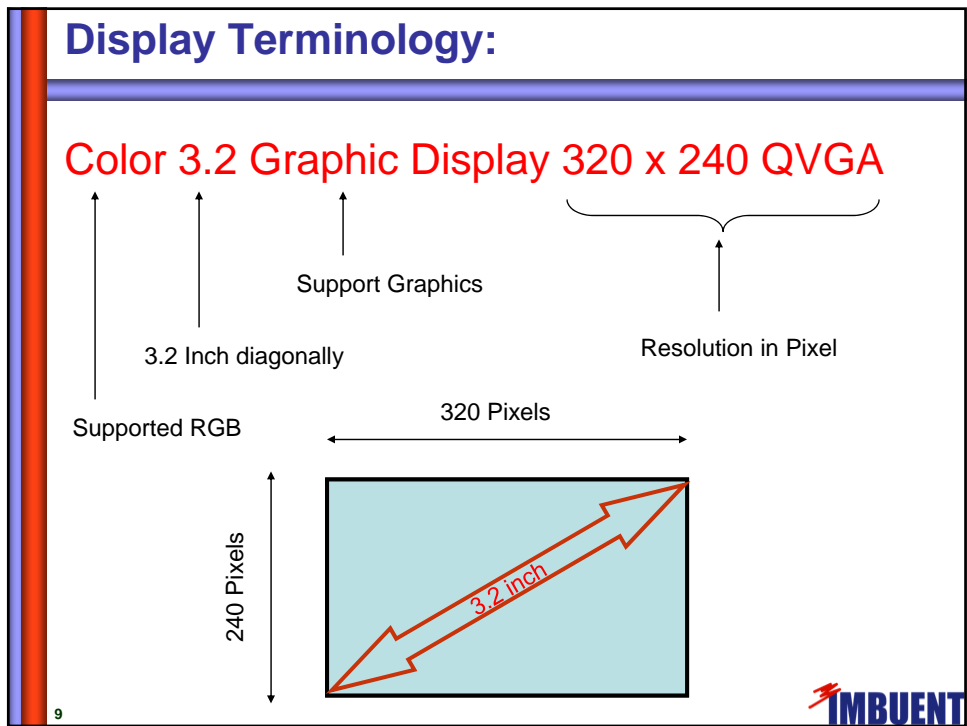 Display Terminology:
Color 3.2 Graphic Display 320 x 240 QVGA
Support Graphics
3.2 Inch diagonally
Resolution in Pixel
Supported RGB
320 Pixels
240 Pixels
3.2 inch
9
IMBUENT